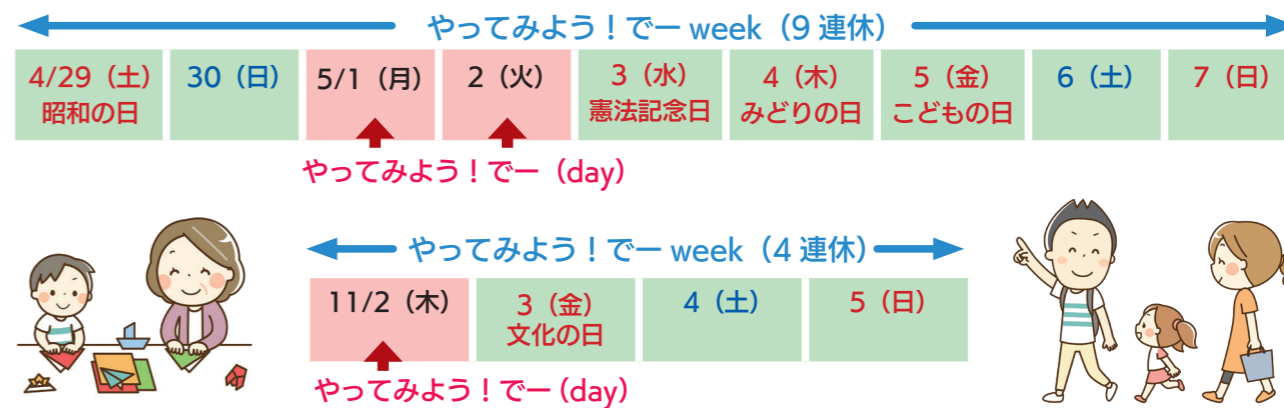 やってみよう！でー week（9 連休）
4/29（土） 30（日） 5/1（月） 2（火） 3（水） 4（木） 5（金） 6（土） 7（日）
昭和の日 憲法記念日 みどりの日 こどもの日
やってみよう！でー（day）
やってみよう！でー week（4 連休）
11/2（木） 3（金） 4（土） 5（日）
文化の日
やってみよう！でー（day）